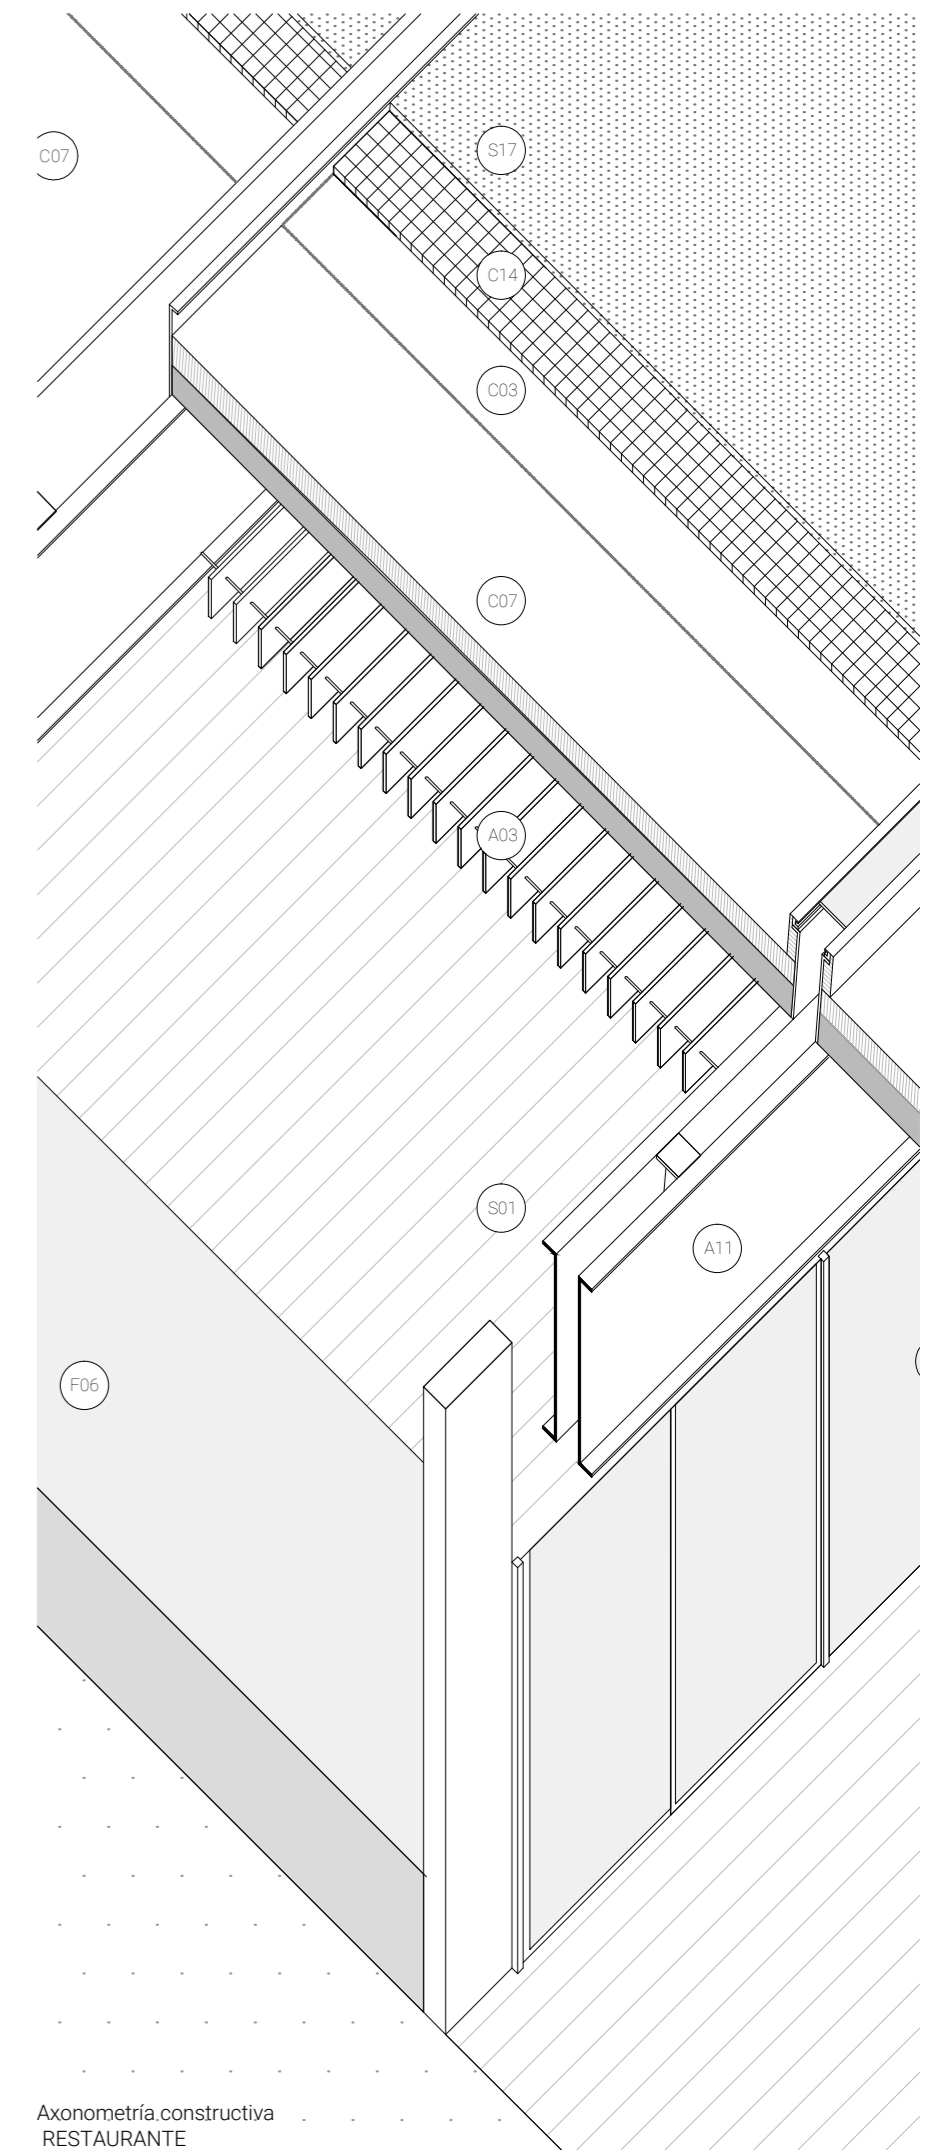 S17
C07
C14
C03
C07
A03
S01
A11
F06
Axonometría constructiva
RESTAURANTE